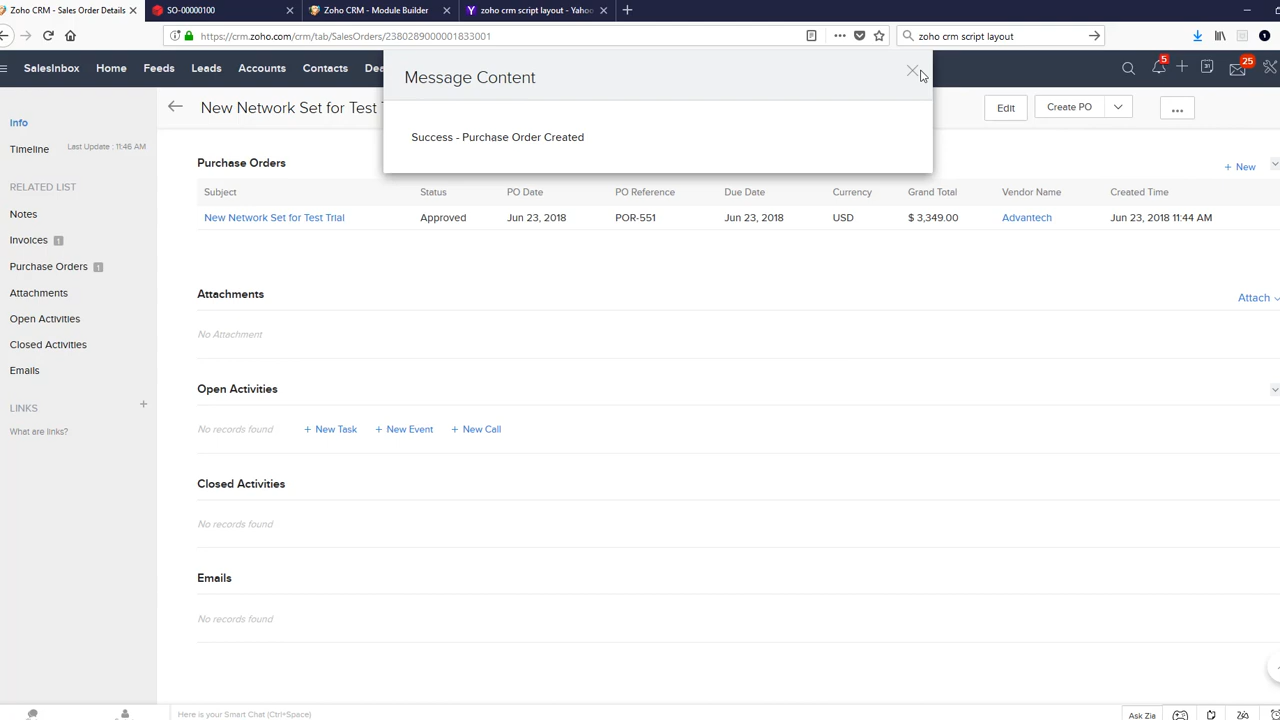 Zoho CRM - Sales Order Details
SO-00000100
Zoho CRM - Module Builder
zoho crm script layout - Yahoo
https://crm.zoho.com/crm/tab/SalesOrders/2380289000001833001
zoho crm script layout
SalesInbox Home Feeds Leads Accounts Contacts Dea
5
31
25
1
Message Content
Success - Purchase Order Created
New Network Set for Test T
Edit
Create PO
...
Info
Timeline
Last Update : 11:46 AM
RELATED LIST
Notes
Invoices 1
Purchase Orders 1
Attachments
Open Activities
Closed Activities
Emails
LINKS +
What are links?
Purchase Orders
+ New
Subject Status PO Date PO Reference Due Date Currency Grand Total Vendor Name Created Time
New Network Set for Test Trial Approved Jun 23, 2018 POR-551 Jun 23, 2018 USD $ 3,349.00 Advantech Jun 23, 2018 11:44 AM
Attachments
Attach
No Attachment
Open Activities
No records found + New Task + New Event + New Call
Closed Activities
No records found
Emails
No records found
Here is your Smart Chat (Ctrl+Space)
Ask Zia